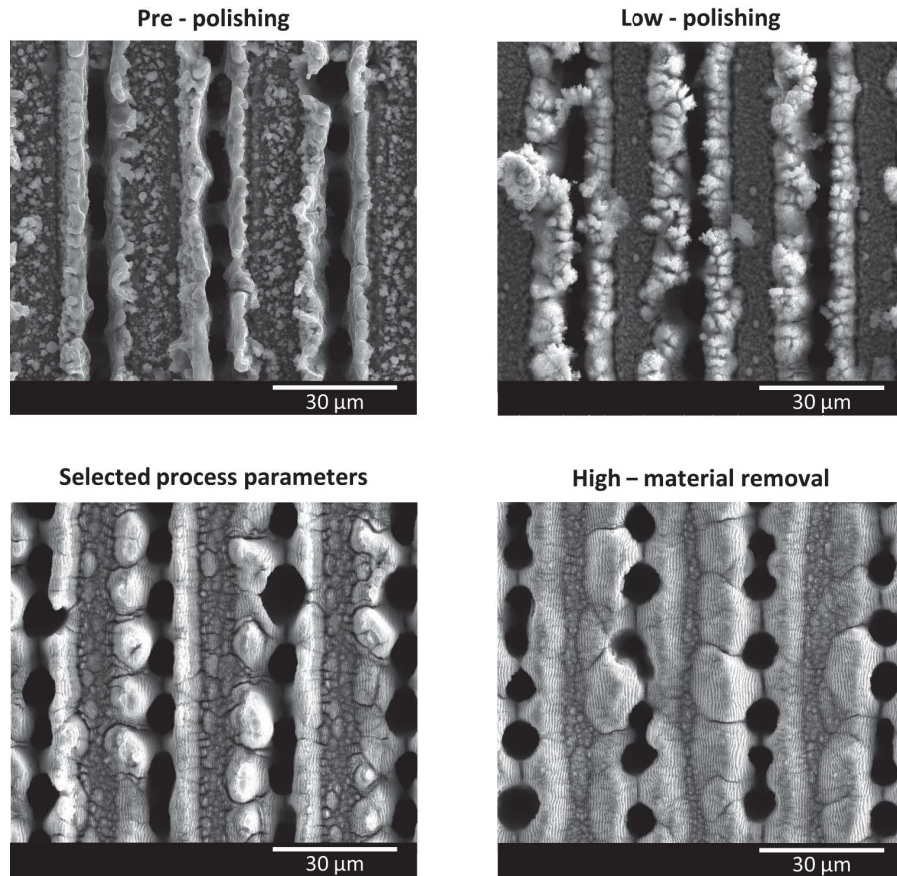 Pre - polishing
Low - polishing
30 µm
30 µm
Selected process parameters
High – material removal
30 µm
30 µm